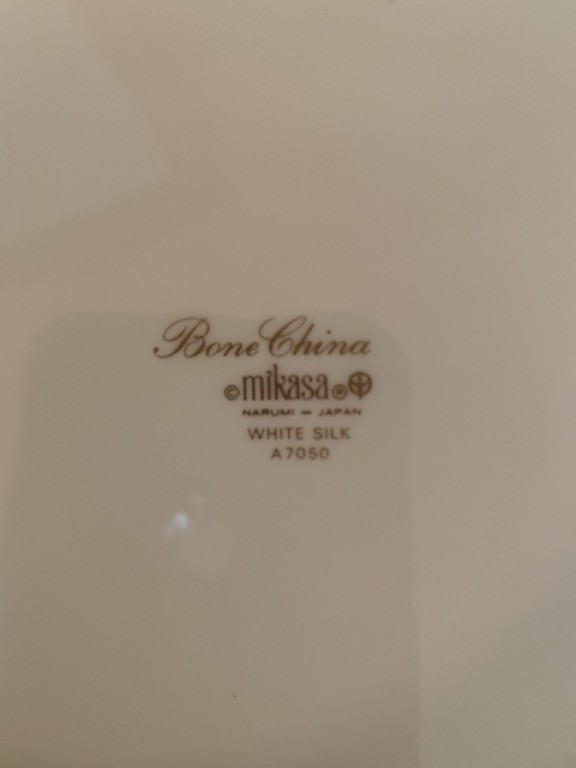 Bone China
©mikasa®
NARUMI – JAPAN
WHITE SILK
A7050